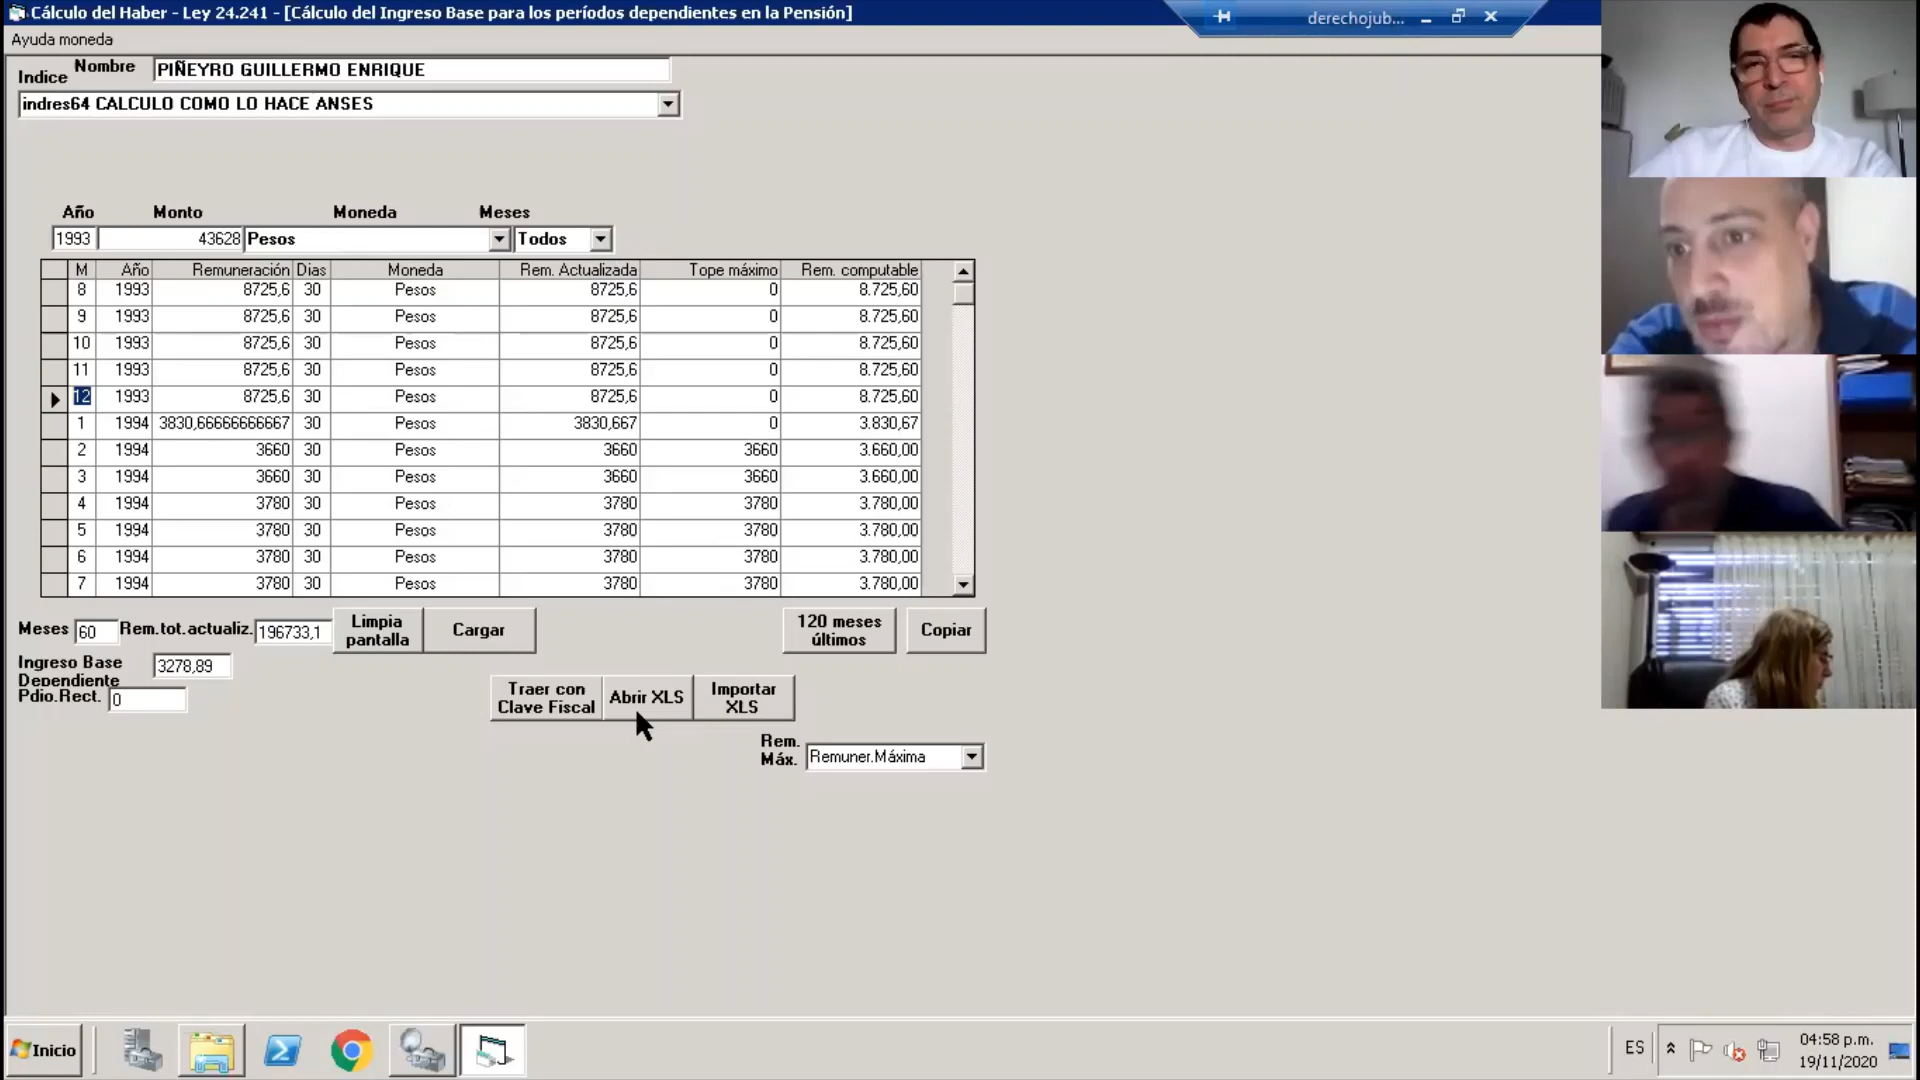 Cálculo del Haber - Ley 24.241 - [Cálculo del Ingreso Base para los períodos dependientes en la Pensión]
derechojub...
Ayuda moneda
Nombre
PIÑEYRO GUILLERMO ENRIQUE
Indice
indres64 CALCULO COMO LO HACE ANSES
Año Monto Moneda Meses
1993 43628 Pesos Todos
M Año Remuneración Dias Moneda Rem. Actualizada Tope máximo Rem. computable
8 1993 8725,6 30 Pesos 8725,6 0 8.725,60
9 1993 8725,6 30 Pesos 8725,6 0 8.725,60
10 1993 8725,6 30 Pesos 8725,6 0 8.725,60
11 1993 8725,6 30 Pesos 8725,6 0 8.725,60
12 1993 8725,6 30 Pesos 8725,6 0 8.725,60
1 1994 3830,66666666667 30 Pesos 3830,667 0 3.830,67
2 1994 3660 30 Pesos 3660 3660 3.660,00
3 1994 3660 30 Pesos 3660 3660 3.660,00
4 1994 3780 30 Pesos 3780 3780 3.780,00
5 1994 3780 30 Pesos 3780 3780 3.780,00
6 1994 3780 30 Pesos 3780 3780 3.780,00
7 1994 3780 30 Pesos 3780 3780 3.780,00
Meses 60 Rem.tot.actualiz. 196733,1
Limpia
pantalla
Cargar
120 meses
últimos
Copiar
Ingreso Base
Dependiente
3278,89
Pdio.Rect. 0
Traer con
Clave Fiscal
Abrir XLS
Importar
XLS
Rem.
Máx.
Remuner.Máxima
Inicio
ES
04:58 p.m.
19/11/2020